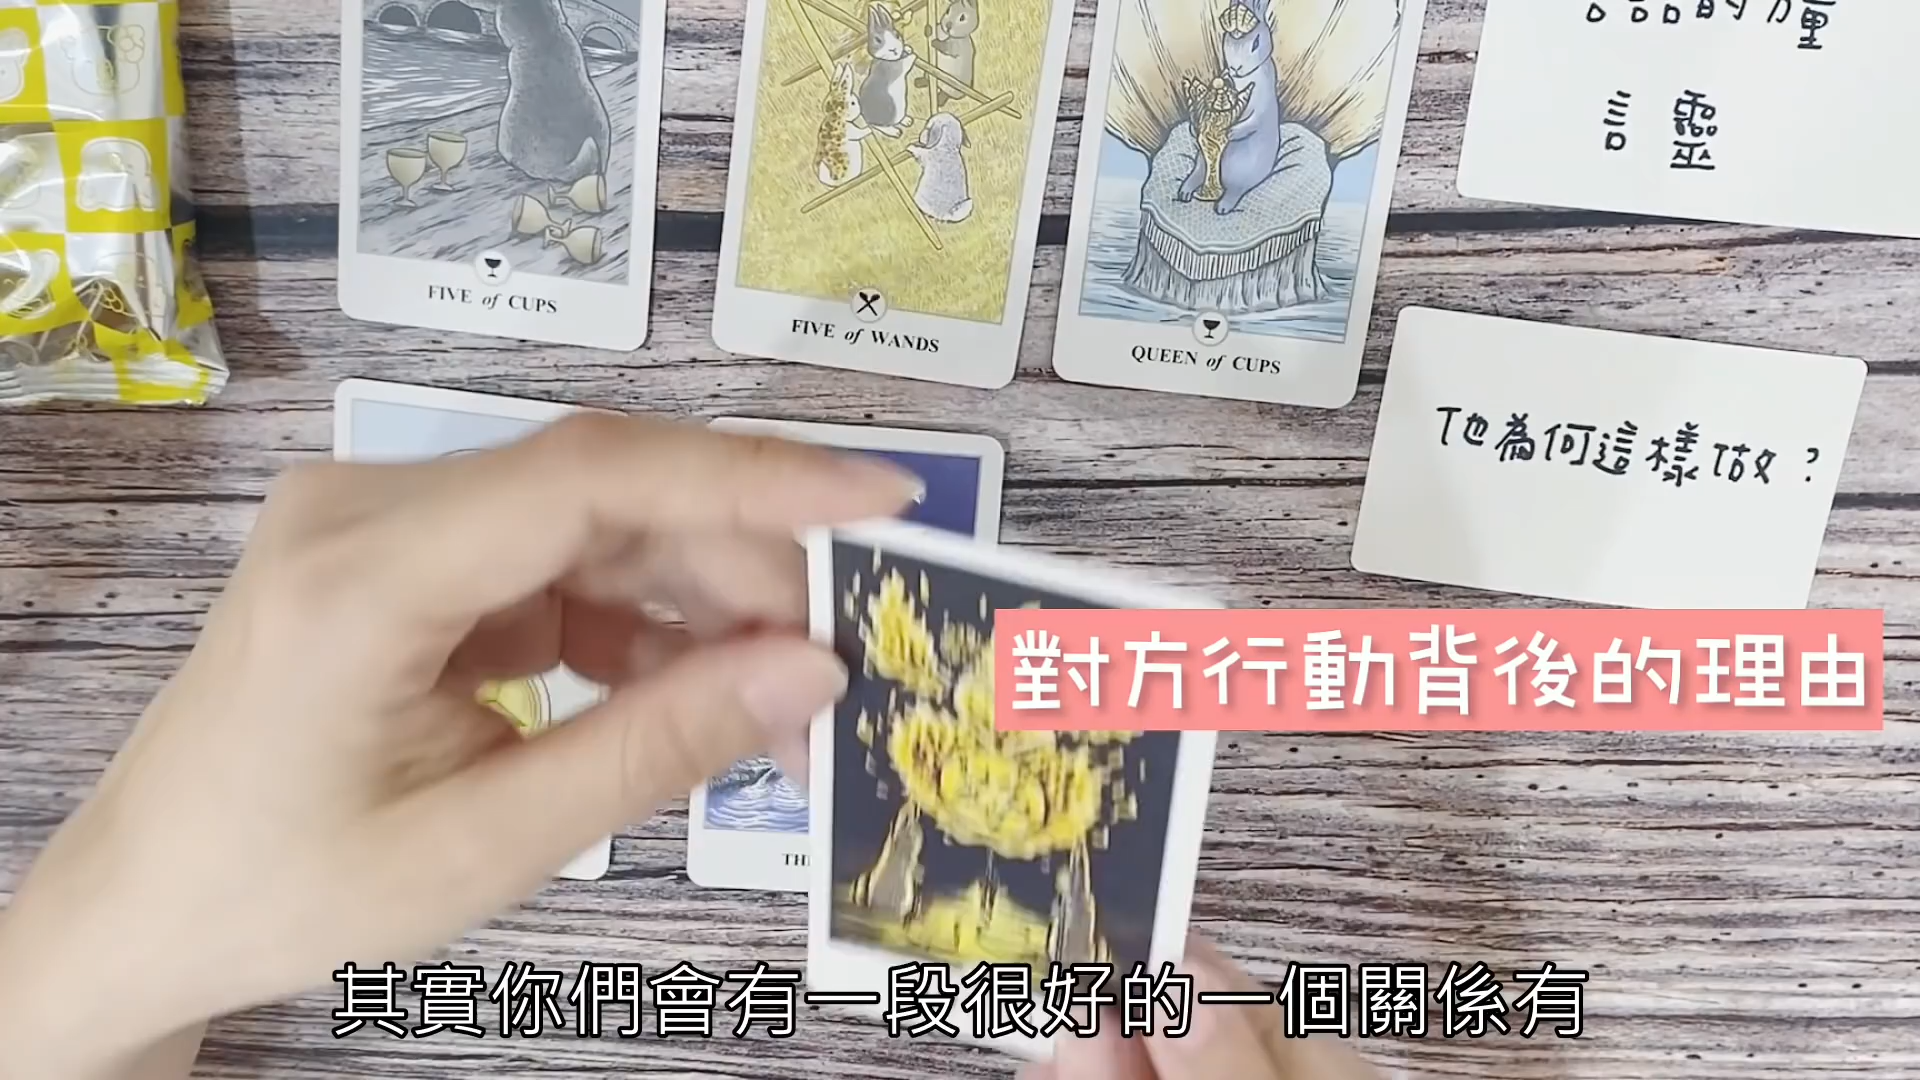 靈
FIVE of CUPS
FIVE of WANDS
QUEEN of CUPS
他為何這樣做？
對方行動背後的理由
TH
其實你們會有一段很好的一個關係有